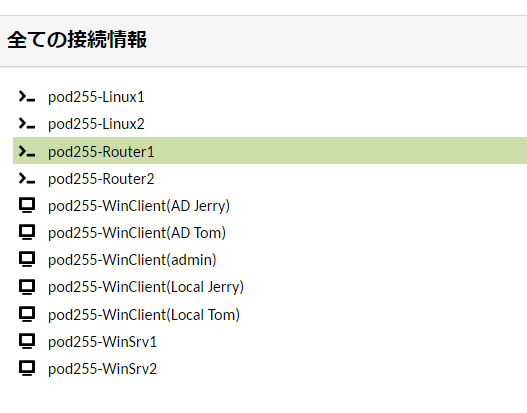 全ての接続情報
pod255-Linux1
pod255-Linux2
pod255-Router1
pod255-Router2
pod255-WinClient(AD Jerry)
pod255-WinClient(AD Tom)
pod255-WinClient(admin)
pod255-WinClient(Local Jerry)
pod255-WinClient(Local Tom)
pod255-WinSrv1
pod255-WinSrv2